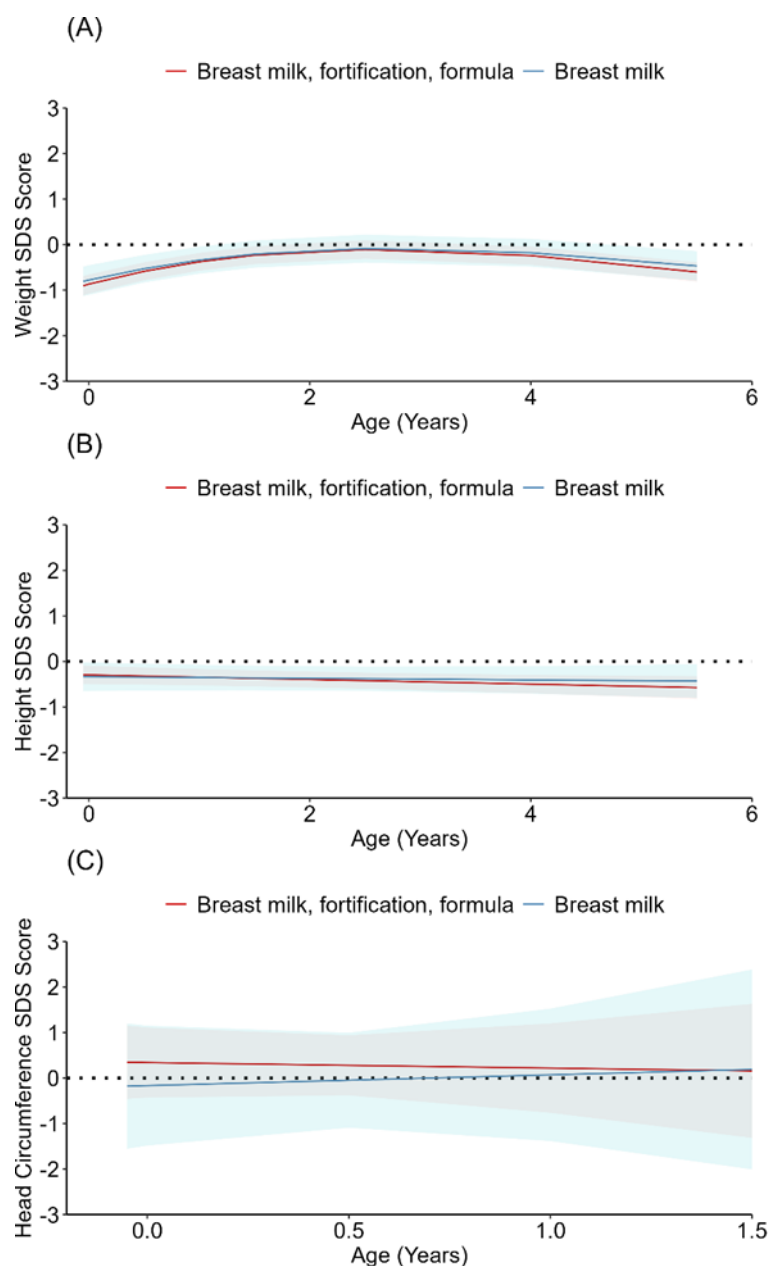 (A)
Breast milk, fortification, formula Breast milk
Weight SDS Score
3
2
1
0
-1
-2
-3
0 2 4 6
Age (Years)
(B)
Breast milk, fortification, formula Breast milk
Height SDS Score
3
2
1
0
-1
-2
-3
0 2 4 6
Age (Years)
(C)
Breast milk, fortification, formula Breast milk
Head Circumference SDS Score
3
2
1
0
-1
-2
-3
0.0 0.5 1.0 1.5
Age (Years)